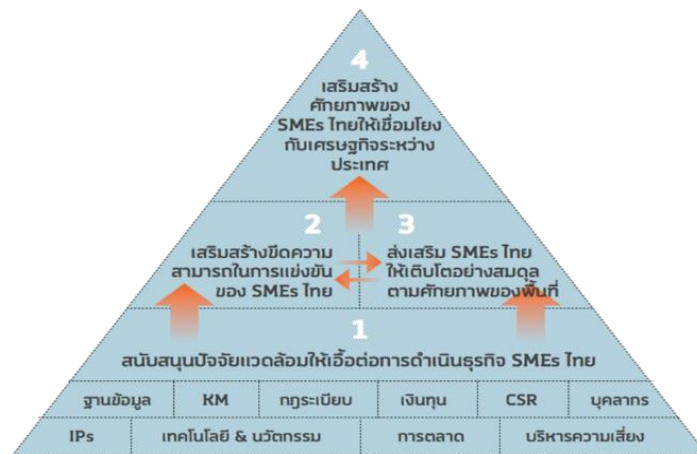 4
เสริมสร้าง
ศักยภาพของ
SMEs ไทยให้เชื่อมโยง
กับเศรษฐกิจระหว่าง
ประเทศ
2
เสริมสร้างขีดความ
สามารถในการแข่งขัน
ของ SMEs ไทย
3
ส่งเสริม SMEs ไทย
ให้เติบโตอย่างสมดุล
ตามศักยภาพของพื้นที่
1
สนับสนุนปัจจัยแวดล้อมให้เอื้อต่อการดำเนินธุรกิจ SMEs ไทย
ฐานข้อมูล KM กฎระเบียบ เงินทุน CSR บุคลากร
IPs เทคโนโลยี & นวัตกรรม การตลาด บริหารความเสี่ยง